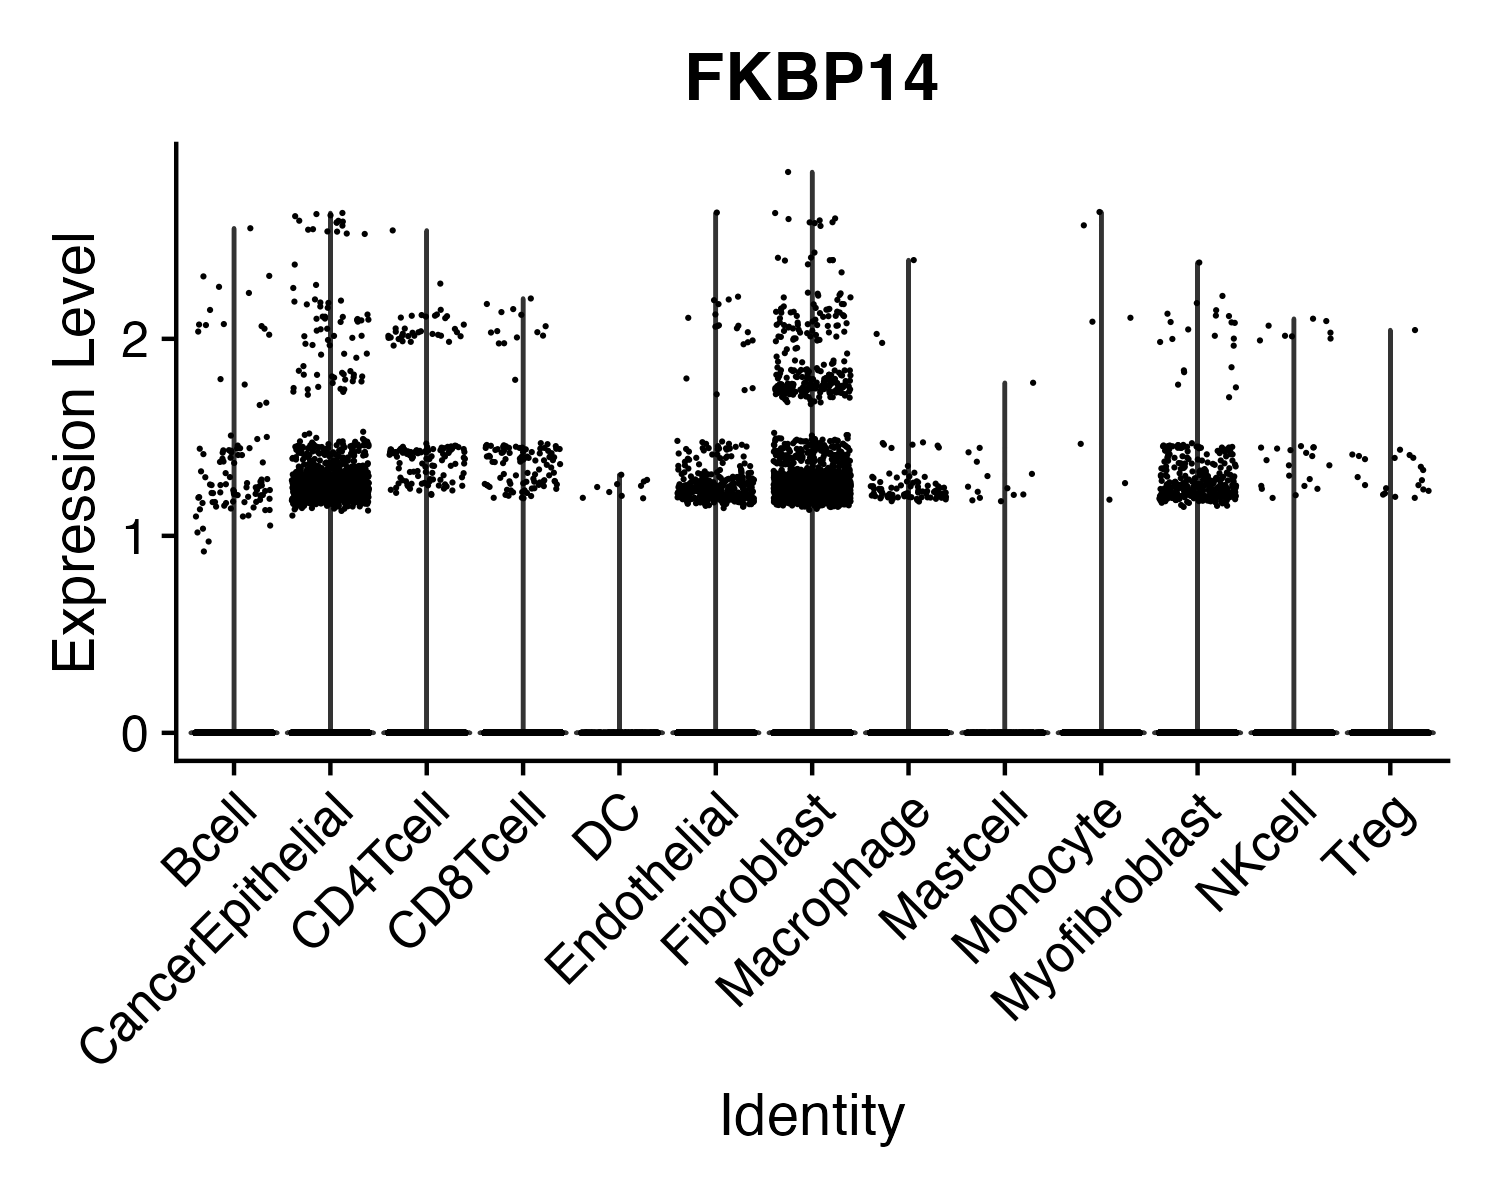 FKBP14
Expression Level
2
1
0
Bcell
CancerEpithelial
CD4Tcell
CD8Tcell
DC
Endothelial
Fibroblast
Macrophage
Mastcell
Monocyte
Myofibroblast
NKcell
Treg
Identity